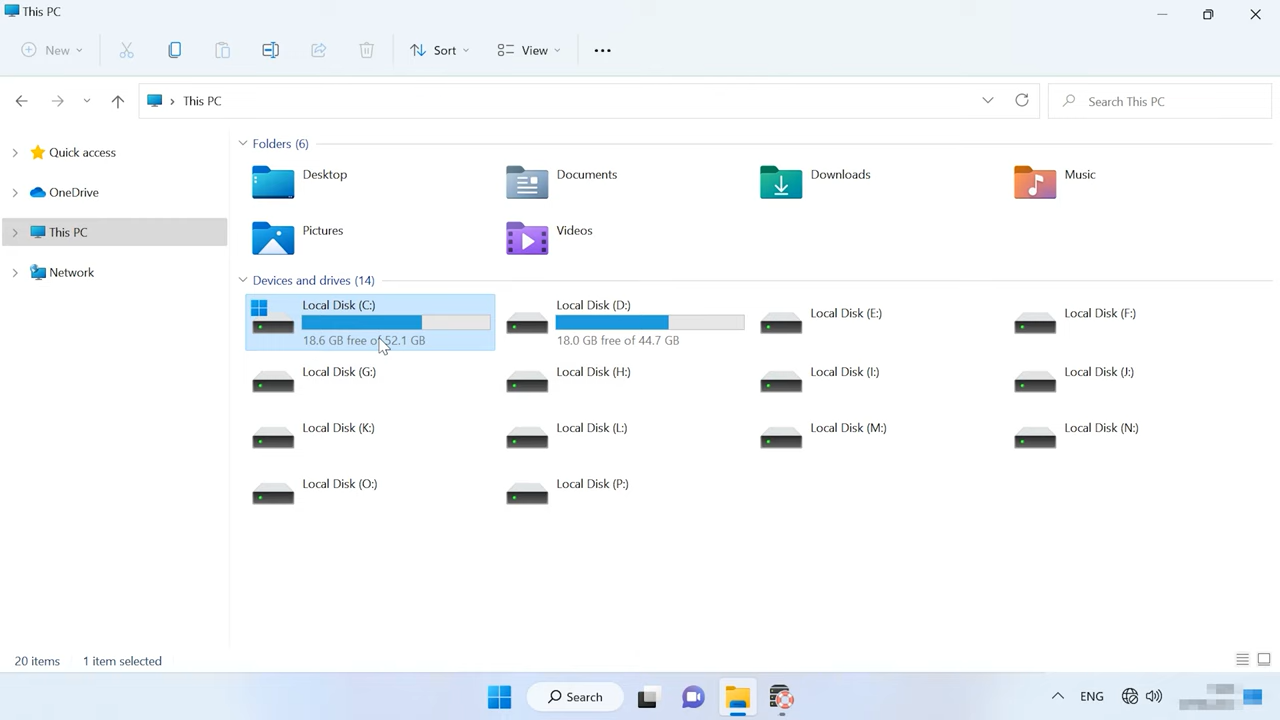 This PC
New
Sort
View
This PC
Search This PC
Quick access
OneDrive
This PC
Network
Folders (6)
Desktop
Documents
Downloads
Music
Pictures
Videos
Devices and drives (14)
Local Disk (C:)
18.6 GB free of 52.1 GB
Local Disk (D:)
18.0 GB free of 44.7 GB
Local Disk (E:)
Local Disk (F:)
Local Disk (G:)
Local Disk (H:)
Local Disk (I:)
Local Disk (J:)
Local Disk (K:)
Local Disk (L:)
Local Disk (M:)
Local Disk (N:)
Local Disk (O:)
Local Disk (P:)
20 items
1 item selected
Search
ENG